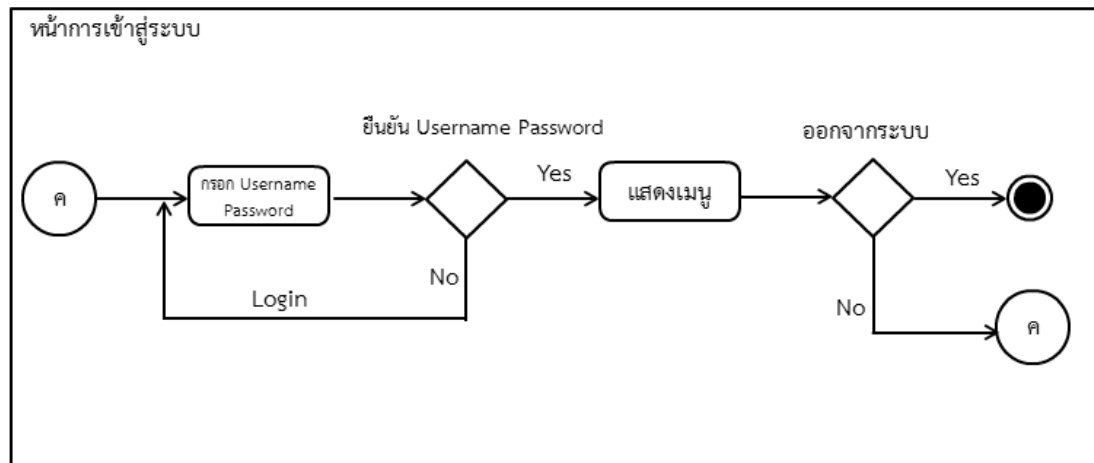 หน้าการเข้าสู่ระบบ
ยืนยัน Username Password
ออกจากระบบ
ค
กรอก Username
Password
Yes
แสดงเมนู
Yes
No
Login
No
ค